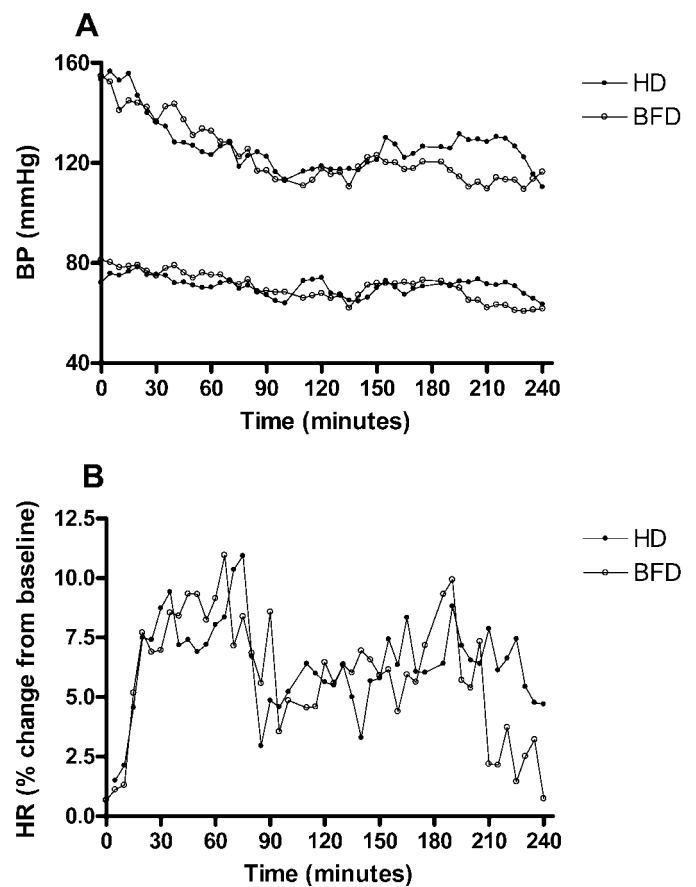 A
160
120
80
40
BP (mmHg)
0 30 60 90 120 150 180 210 240
Time (minutes)
HD
BFD
B
12.5
10.0
7.5
5.0
2.5
0.0
HR (% change from baseline)
0 30 60 90 120 150 180 210 240
Time (minutes)
HD
BFD